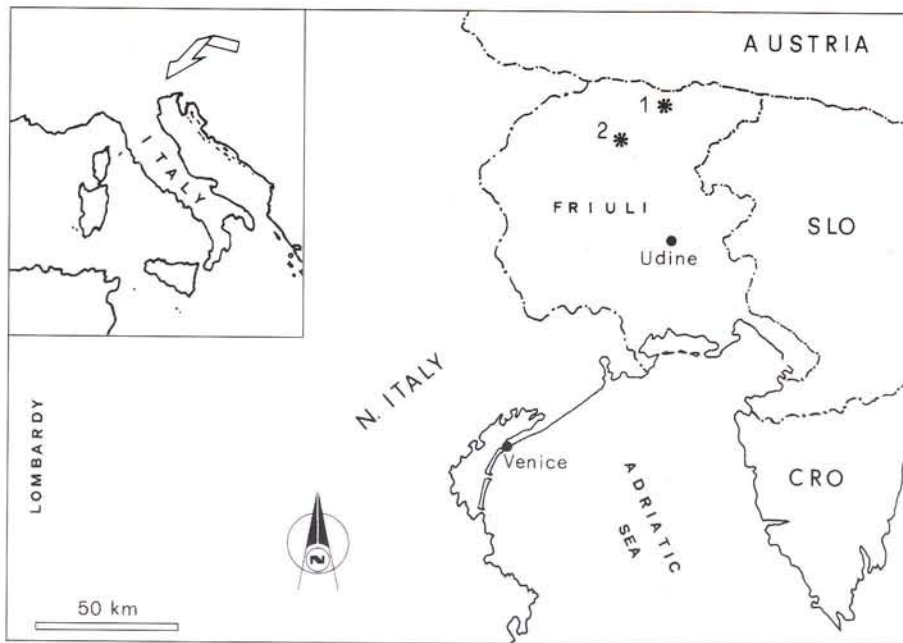 AUSTRIA
ITALY
1
2
FRIULI
SLO
Udine
N. ITALY
LOMBARDY
Venice
ADRIATIC
SEA
CRO
N
50 km